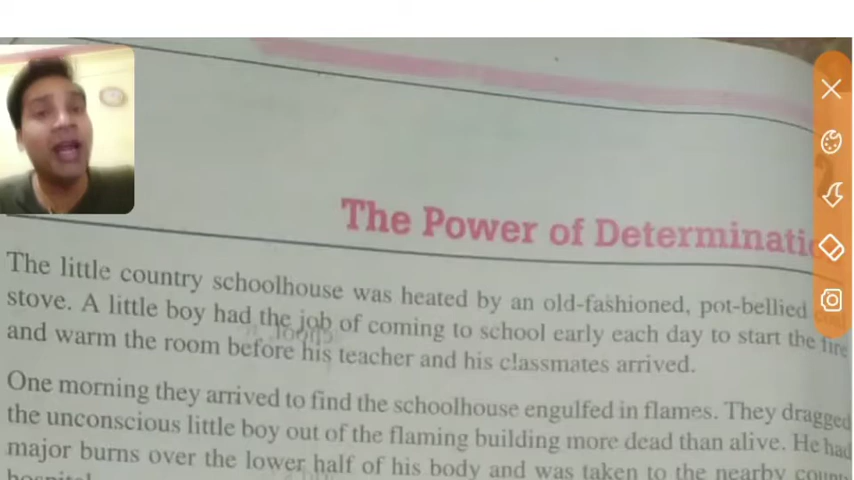 The Power of Determinatio
The little country schoolhouse was heated by an old-fashioned, pot-bellied
stove. A little boy had the job of coming to school early each day to start the fire
and warm the room before his teacher and his classmates arrived.
One morning they arrived to find the schoolhouse engulfed in flames. They dragged
the unconscious little boy out of the flaming building more dead than alive. He had
major burns over the lower half of his body and was taken to the nearby